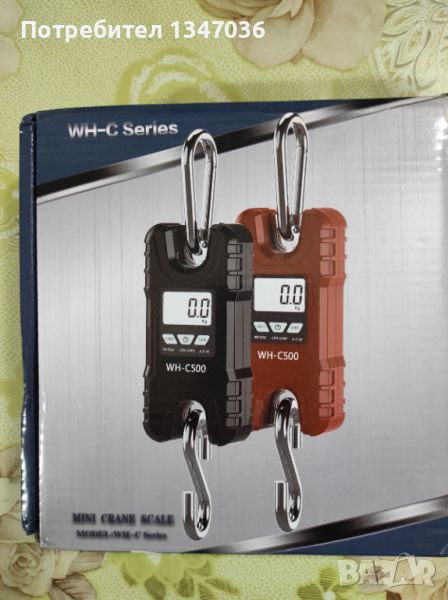 Потребител 1347036
WH-C Series
0.0
kg
0.0
kg
WH-C500
WH-C500
MINI CRANE SCALE
MODEL:WH-C Series
BAZAR